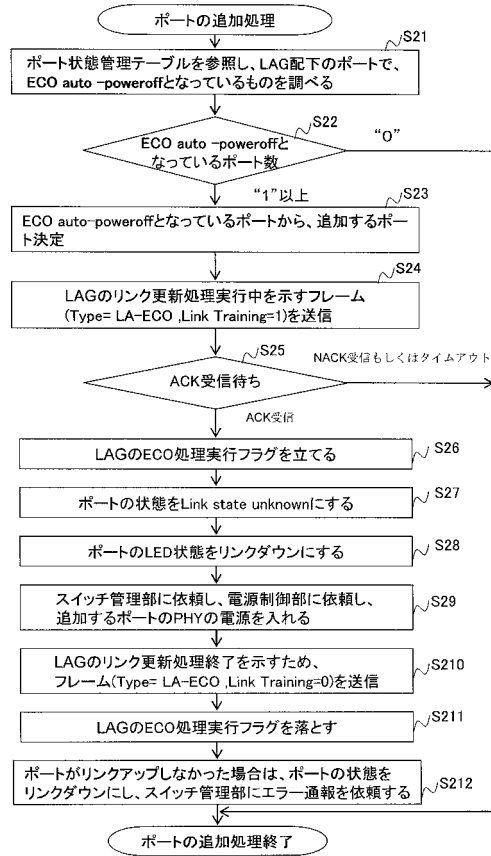 ポートの追加処理
S21
ポート状態管理テーブルを参照し、LAG配下のポートで、
ECO auto -poweroffとなっているものを調べる
S22
ECO auto -poweroffと
なっているポート数
“0”
“1”以上
S23
ECO auto-poweroffとなっているポートから、追加するポー
ト決定
S24
LAGのリンク更新処理実行中を示すフレーム
(Type= LA-ECO ,Link Training=1)を送信
S25
ACK受信待ち
NACK受信もしくはタイムアウト
ACK受信
LAGのECO処理実行フラグを立てる
S26
ポートの状態をLink state unknownにする
S27
ポートのLED状態をリンクダウンにする
S28
スイッチ管理部に依頼し、電源制御部に依頼し、
追加するポートのPHYの電源を入れる
S29
LAGのリンク更新処理終了を示すため、
フレーム(Type= LA-ECO ,Link Training=0)を送信
S210
LAGのECO処理実行フラグを落とす
S211
ポートがリンクアップしなかった場合は、ポートの状態を
リンクダウンにし、スイッチ管理部にエラー通報を依頼する
S212
ポートの追加処理終了